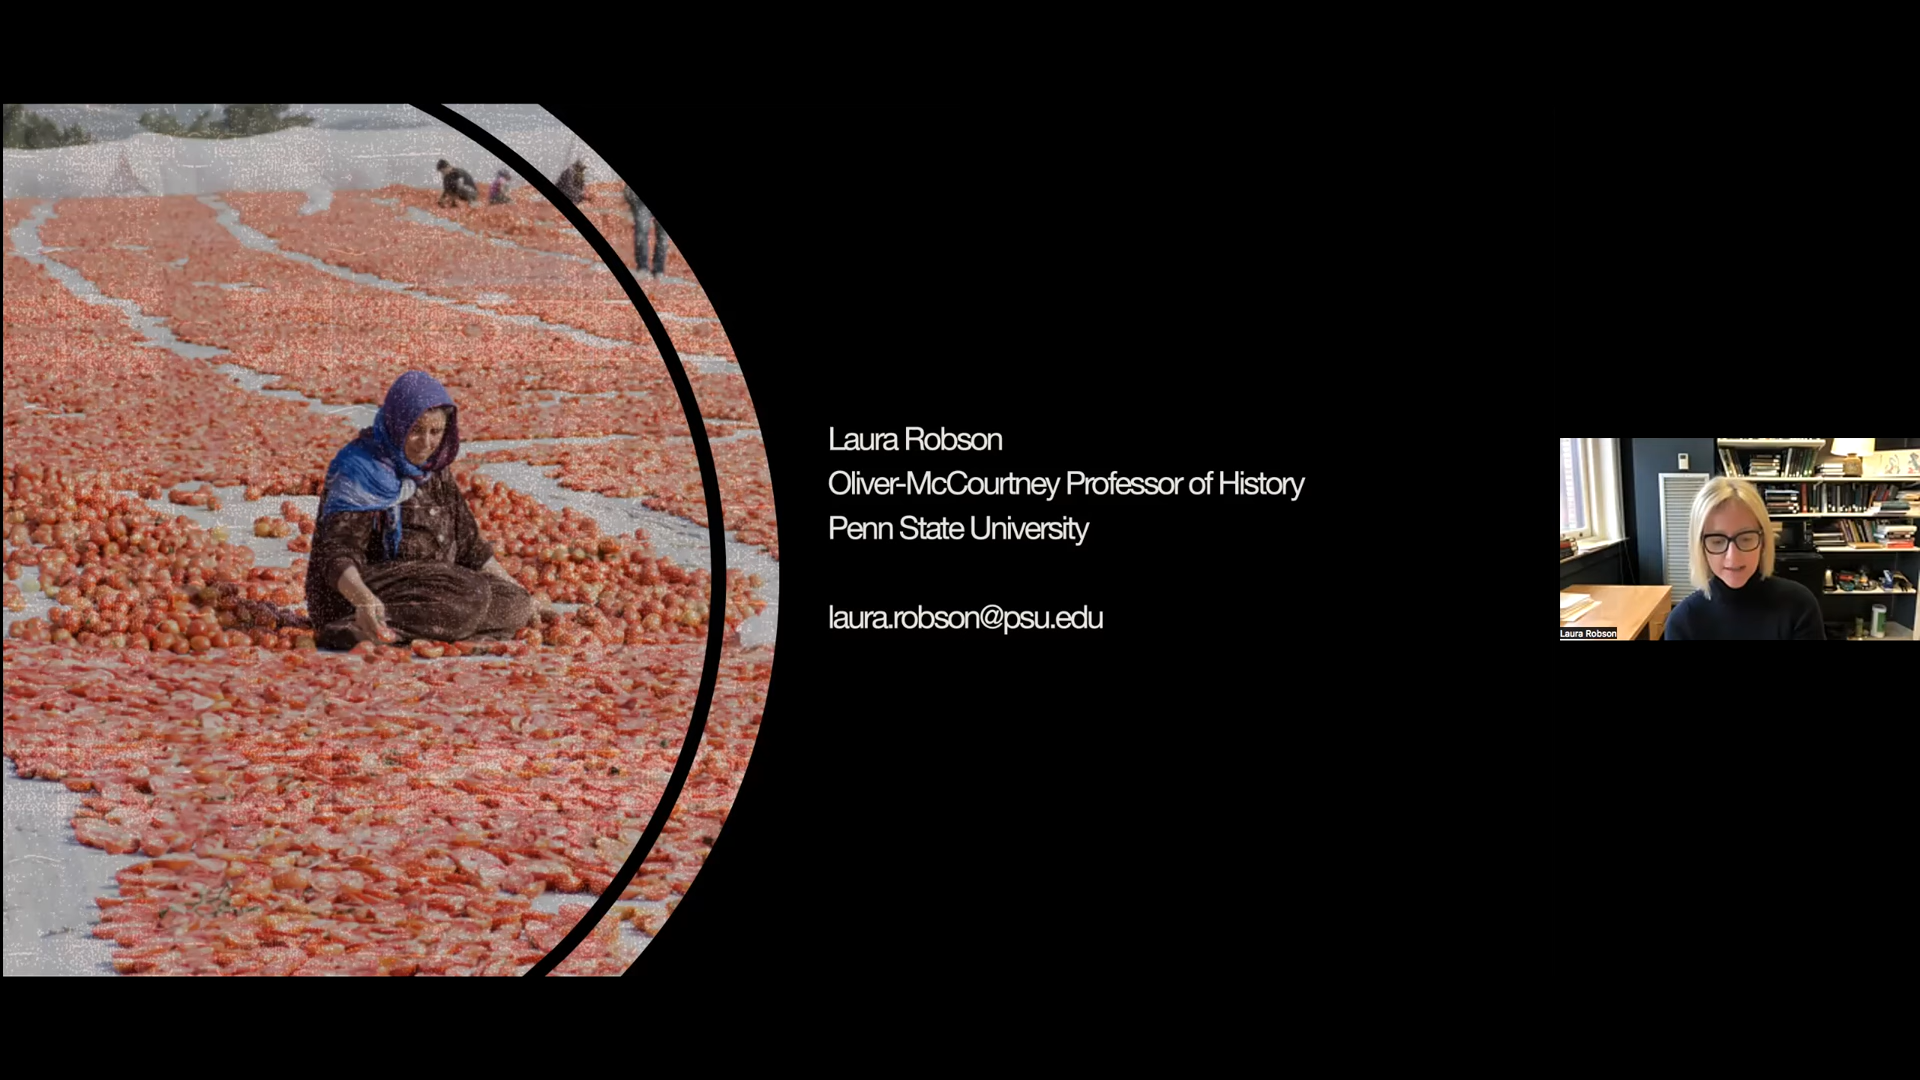 Laura Robson
Oliver-McCourtney Professor of History
Penn State University
laura.robson@psu.edu
Laura Robson